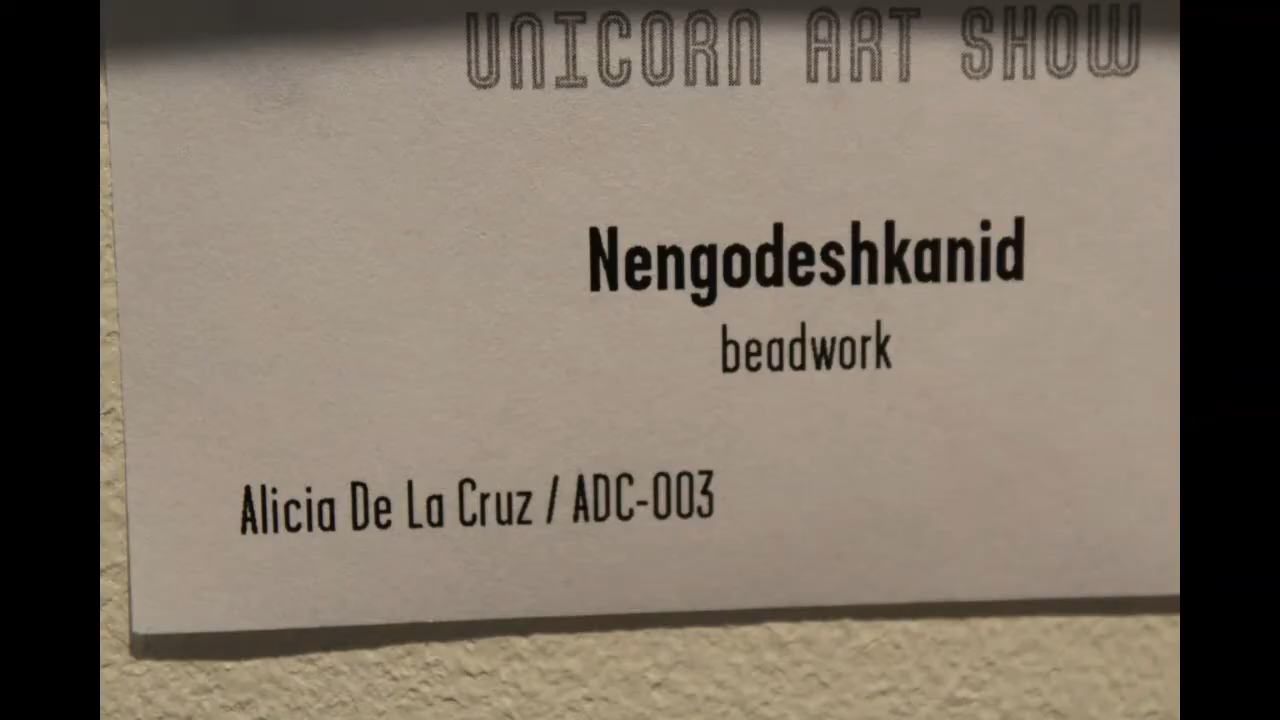 UNICORN ART SHOW
Nengodeshkanid
beadwork
Alicia De La Cruz / ADC-003